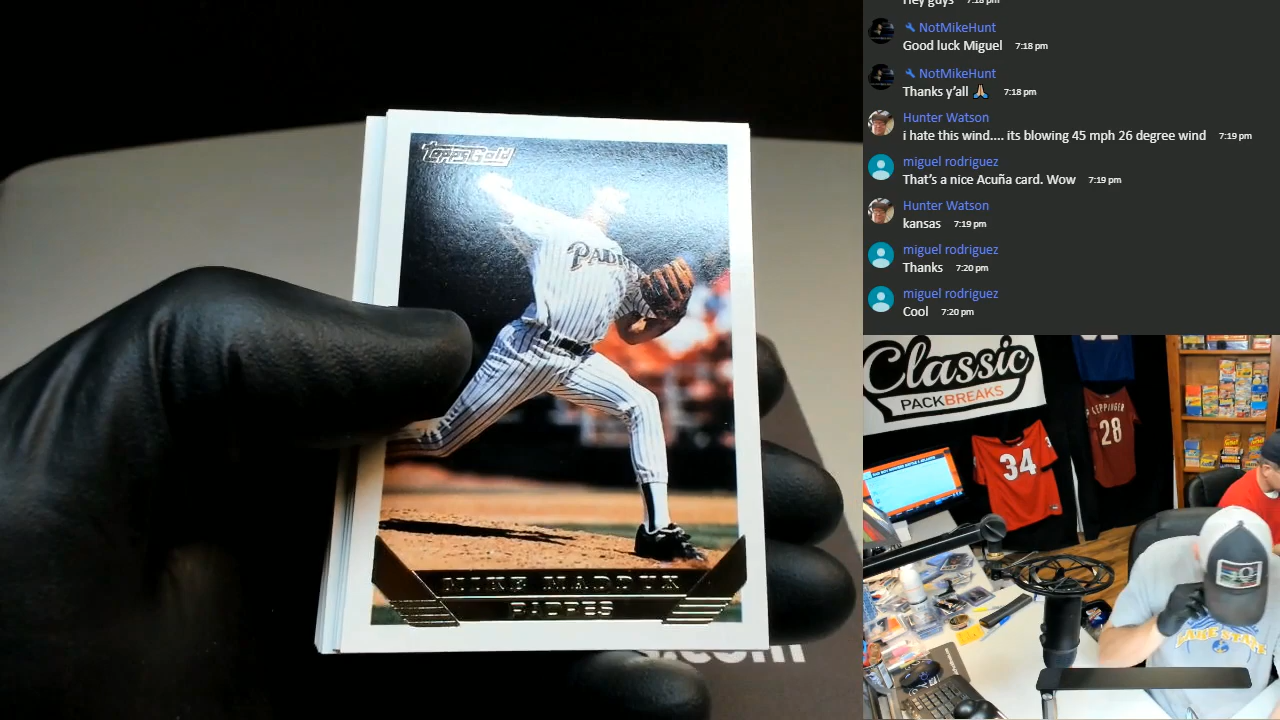 Topps Gold
PADR
MIKE MADDUX
PADRES
s.com
Hey guys 7:18 pm
NotMikeHunt
Good luck Miguel 7:18 pm
NotMikeHunt
Thanks y'all 🙏🏽 7:18 pm
Hunter Watson
i hate this wind.... its blowing 45 mph 26 degree wind 7:19 pm
miguel rodriguez
That's a nice Acuña card. Wow 7:19 pm
Hunter Watson
kansas 7:19 pm
miguel rodriguez
Thanks 7:20 pm
miguel rodriguez
Cool 7:20 pm
Classic
PACKBREAKS
KEPPINGER
28
34